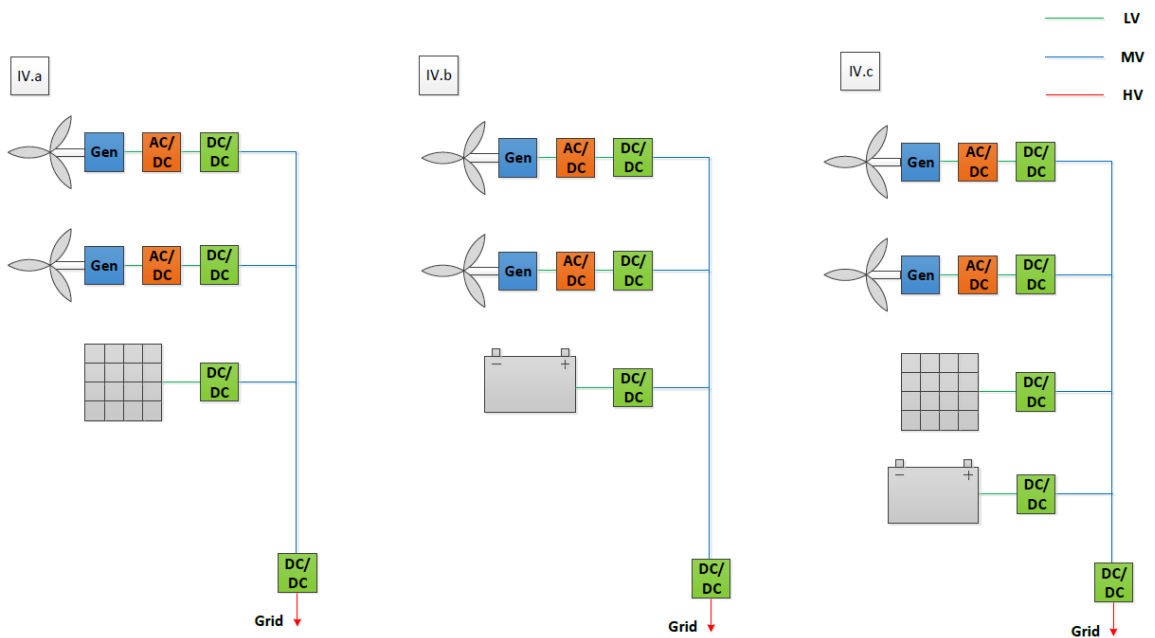 LV
MV
HV
IV.a
Gen
AC/
DC
DC/
DC
Gen
AC/
DC
DC/
DC
DC/
DC
DC/
DC
Grid
IV.b
Gen
AC/
DC
DC/
DC
Gen
AC/
DC
DC/
DC
− +
DC/
DC
DC/
DC
Grid
IV.c
Gen
AC/
DC
DC/
DC
Gen
AC/
DC
DC/
DC
DC/
DC
− +
DC/
DC
DC/
DC
Grid